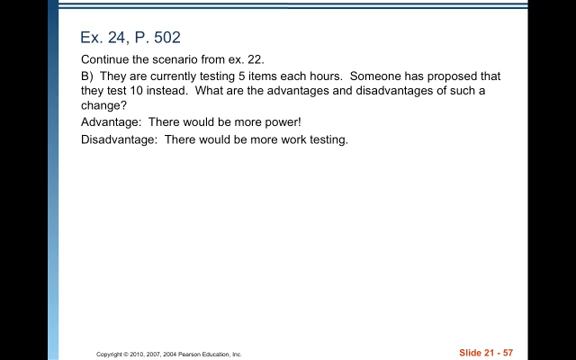 Ex. 24, P. 502
Continue the scenario from ex. 22.
B)  They are currently testing 5 items each hours.  Someone has proposed that
they test 10 instead.  What are the advantages and disadvantages of such a
change?
Advantage:  There would be more power!
Disadvantage:  There would be more work testing.
Copyright © 2010, 2007, 2004 Pearson Education, Inc.
Slide 21 - 57